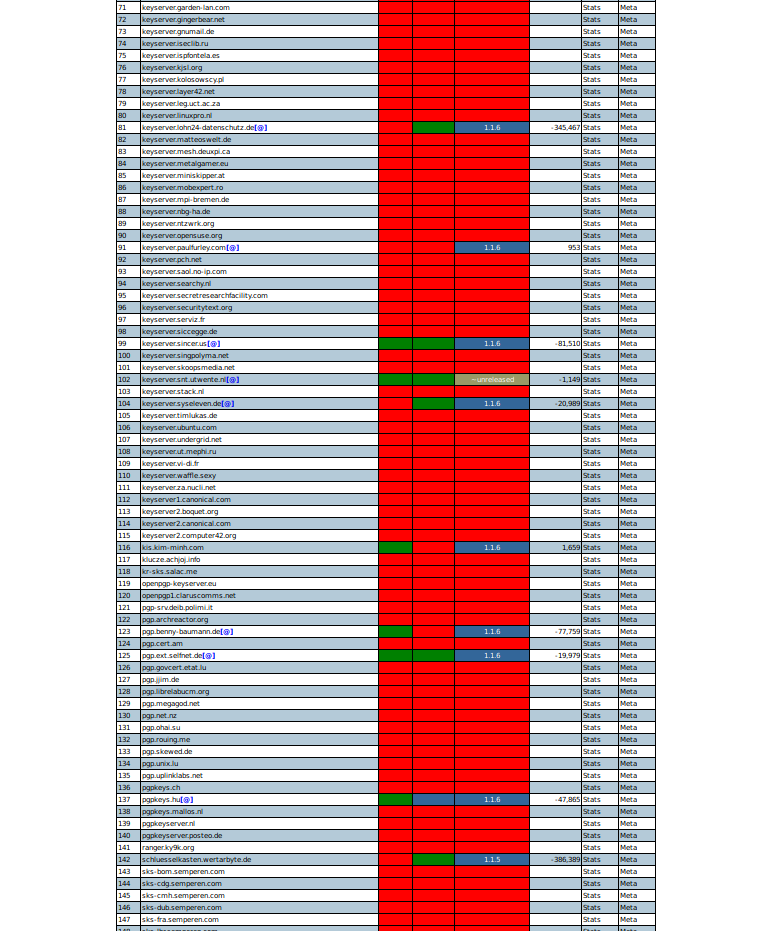 71 keyserver.garden-lan.com Stats Meta
72 keyserver.gingerbear.net Stats Meta
73 keyserver.gnumail.de Stats Meta
74 keyserver.iseclib.ru Stats Meta
75 keyserver.ispfontela.es Stats Meta
76 keyserver.kjsl.org Stats Meta
77 keyserver.kolosowscy.pl Stats Meta
78 keyserver.layer42.net Stats Meta
79 keyserver.leg.uct.ac.za Stats Meta
80 keyserver.linuxpro.nl Stats Meta
81 keyserver.lohn24-datenschutz.de[@] 1.1.6 -345,467 Stats Meta
82 keyserver.matteoswelt.de Stats Meta
83 keyserver.mesh.deuxpi.ca Stats Meta
84 keyserver.metalgamer.eu Stats Meta
85 keyserver.miniskipper.at Stats Meta
86 keyserver.mobexpert.ro Stats Meta
87 keyserver.mpi-bremen.de Stats Meta
88 keyserver.nbg-ha.de Stats Meta
89 keyserver.ntzwrk.org Stats Meta
90 keyserver.opensuse.org Stats Meta
91 keyserver.paulfurley.com[@] 1.1.6 953 Stats Meta
92 keyserver.pch.net Stats Meta
93 keyserver.saol.no-ip.com Stats Meta
94 keyserver.searchy.nl Stats Meta
95 keyserver.secretresearchfacility.com Stats Meta
96 keyserver.securitytext.org Stats Meta
97 keyserver.serviz.fr Stats Meta
98 keyserver.siccegge.de Stats Meta
99 keyserver.sincer.us[@] 1.1.6 -81,510 Stats Meta
100 keyserver.singpolyma.net Stats Meta
101 keyserver.skoopsmedia.net Stats Meta
102 keyserver.snt.utwente.nl[@] ~unreleased -1,149 Stats Meta
103 keyserver.stack.nl Stats Meta
104 keyserver.syseleven.de[@] 1.1.6 -20,989 Stats Meta
105 keyserver.timlukas.de Stats Meta
106 keyserver.ubuntu.com Stats Meta
107 keyserver.undergrid.net Stats Meta
108 keyserver.ut.mephi.ru Stats Meta
109 keyserver.vi-di.fr Stats Meta
110 keyserver.waffle.sexy Stats Meta
111 keyserver.za.nucli.net Stats Meta
112 keyserver1.canonical.com Stats Meta
113 keyserver2.boquet.org Stats Meta
114 keyserver2.canonical.com Stats Meta
115 keyserver2.computer42.org Stats Meta
116 kis.kim-minh.com 1.1.6 1,659 Stats Meta
117 klucze.achjoj.info Stats Meta
118 kr-sks.salac.me Stats Meta
119 openpgp-keyserver.eu Stats Meta
120 openpgp1.claruscomms.net Stats Meta
121 pgp-srv.deib.polimi.it Stats Meta
122 pgp.archreactor.org Stats Meta
123 pgp.benny-baumann.de[@] 1.1.6 -77,759 Stats Meta
124 pgp.cert.am Stats Meta
125 pgp.ext.selfnet.de[@] 1.1.6 -19,979 Stats Meta
126 pgp.govcert.etat.lu Stats Meta
127 pgp.jjim.de Stats Meta
128 pgp.librelabucm.org Stats Meta
129 pgp.megagod.net Stats Meta
130 pgp.net.nz Stats Meta
131 pgp.ohai.su Stats Meta
132 pgp.rouing.me Stats Meta
133 pgp.skewed.de Stats Meta
134 pgp.unix.lu Stats Meta
135 pgp.uplinklabs.net Stats Meta
136 pgpkeys.ch Stats Meta
137 pgpkeys.hu[@] 1.1.6 -47,865 Stats Meta
138 pgpkeys.mallos.nl Stats Meta
139 pgpkeyserver.nl Stats Meta
140 pgpkeyserver.posteo.de Stats Meta
141 ranger.ky9k.org Stats Meta
142 schluesselkasten.wertarbyte.de 1.1.5 -386,389 Stats Meta
143 sks-bom.semperen.com Stats Meta
144 sks-cdg.semperen.com Stats Meta
145 sks-cmh.semperen.com Stats Meta
146 sks-dub.semperen.com Stats Meta
147 sks-fra.semperen.com Stats Meta